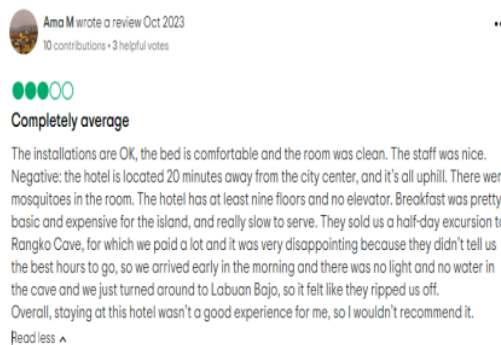 Ama M wrote a review Oct 2023
10 contributions • 3 helpful votes
Completely average
The installations are OK, the bed is comfortable and the room was clean. The staff was nice.
Negative: the hotel is located 20 minutes away from the city center, and it's all uphill. There wer
mosquitoes in the room. The hotel has at least nine floors and no elevator. Breakfast was pretty
basic and expensive for the island, and really slow to serve. They sold us a half-day excursion to
Rangko Cave, for which we paid a lot and it was very disappointing because they didn't tell us
the best hours to go, so we arrived early in the morning and there was no light and no water in
the cave and we just turned around to Labuan Bajo, so it felt like they ripped us off.
Overall, staying at this hotel wasn't a good experience for me, so I wouldn't recommend it.
Read less